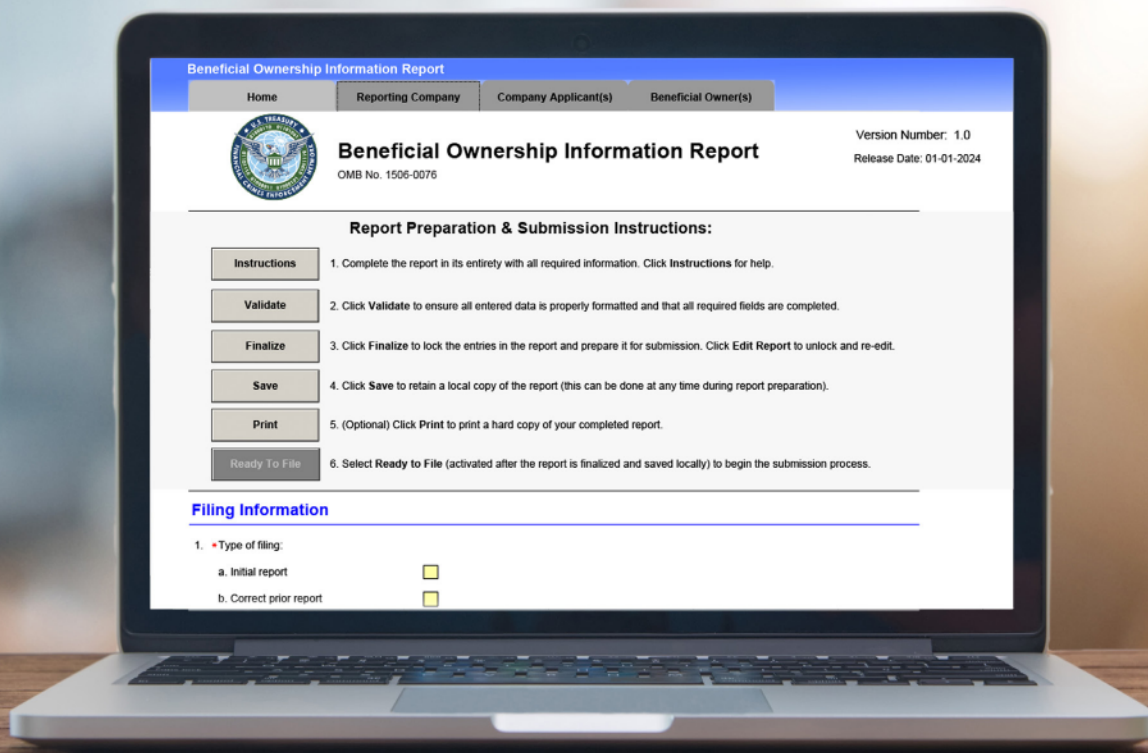 Beneficial Ownership Information Report
Home
Reporting Company
Company Applicant(s)
Beneficial Owner(s)
U.S. TREASURY
FINANCIAL CRIMES ENFORCEMENT NETWORK
Beneficial Ownership Information Report
OMB No. 1506-0076
Version Number: 1.0
Release Date: 01-01-2024
Report Preparation & Submission Instructions:
Instructions
1. Complete the report in its entirety with all required information. Click Instructions for help.
Validate
2. Click Validate to ensure all entered data is properly formatted and that all required fields are completed.
Finalize
3. Click Finalize to lock the entries in the report and prepare it for submission. Click Edit Report to unlock and re-edit.
Save
4. Click Save to retain a local copy of the report (this can be done at any time during report preparation).
Print
5. (Optional) Click Print to print a hard copy of your completed report.
Ready To File
6. Select Ready to File (activated after the report is finalized and saved locally) to begin the submission process.
Filing Information
1. *Type of filing:
a. Initial report
b. Correct prior report